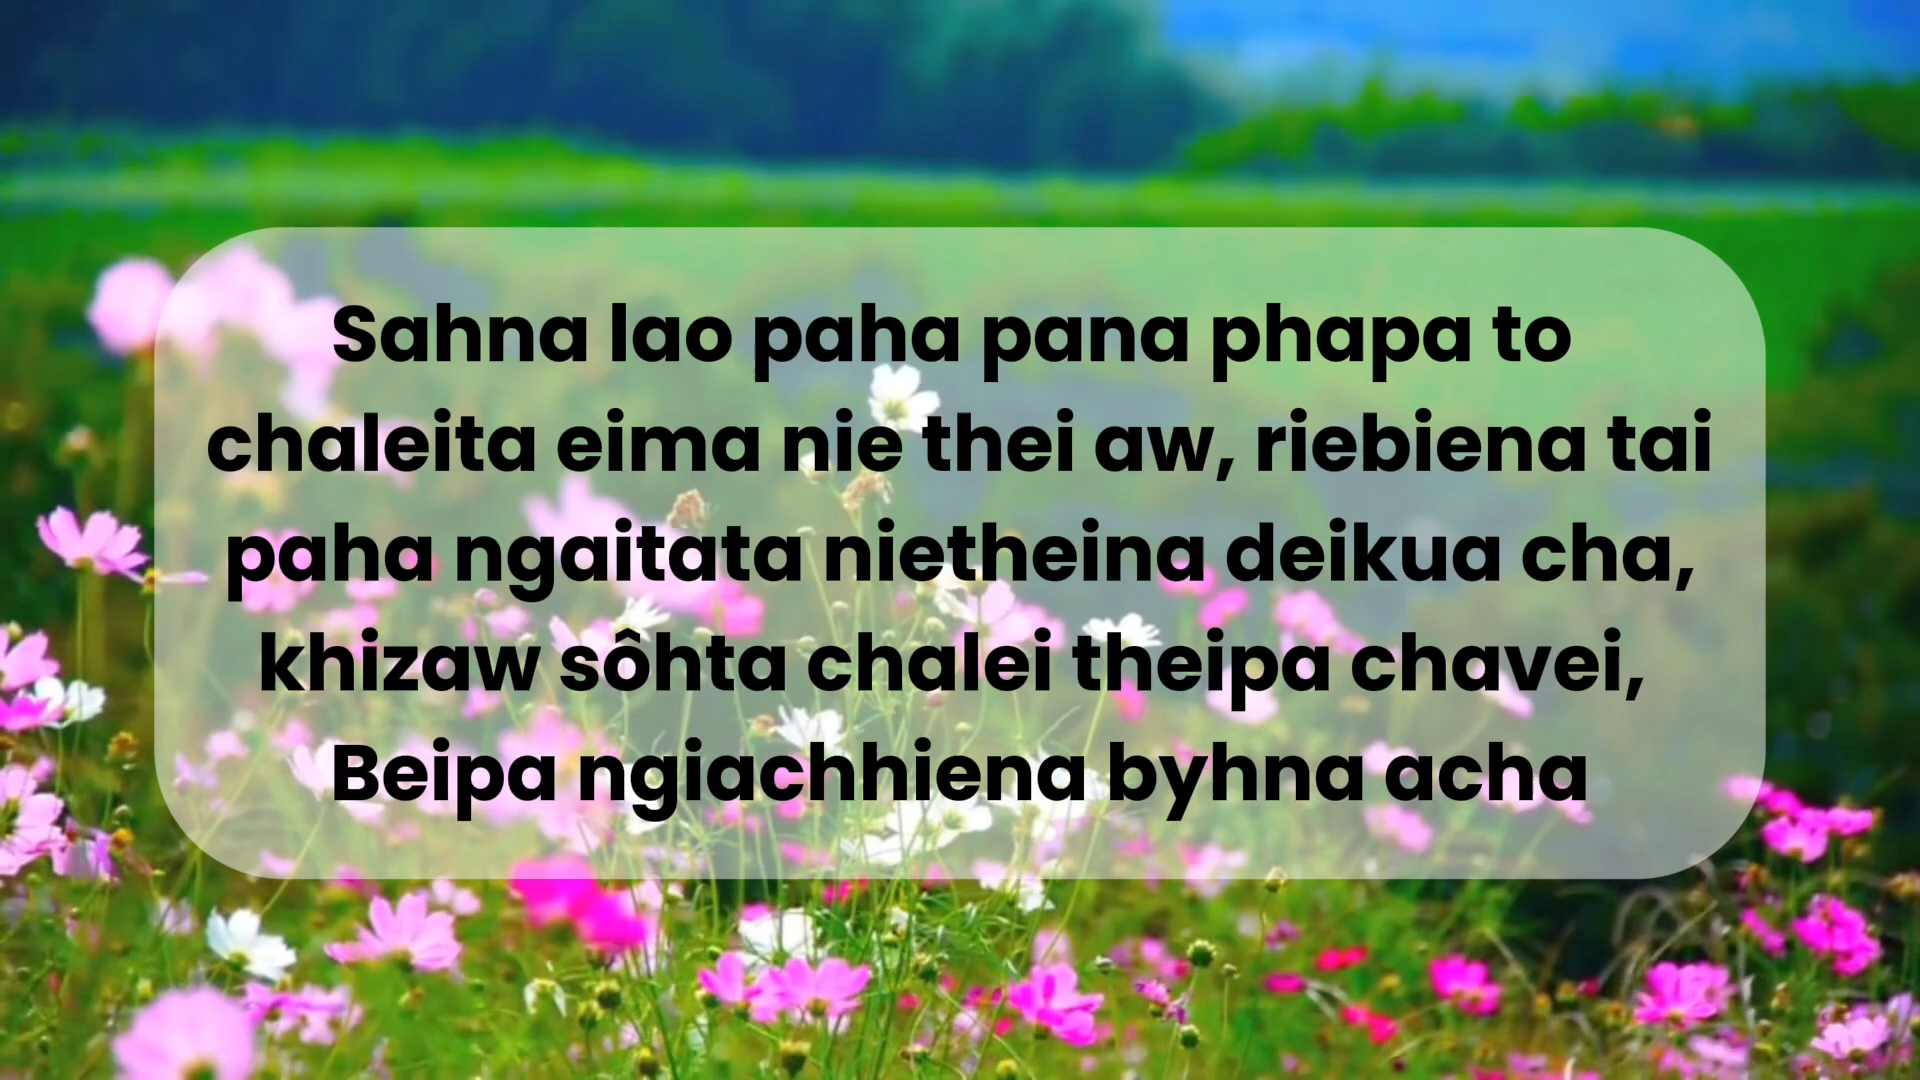 Sahna lao paha pana phapa to
chaleita eima nie thei aw, riebiena tai
paha ngaitata nietheina deikua cha,
khizaw sôhta chalei theipa chavei,
Beipa ngiachhiena byhna acha